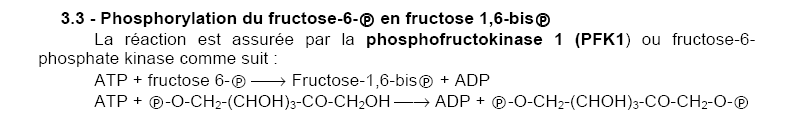 3.3 - Phosphorylation du fructose-6-Ⓟ en fructose 1,6-bisⓅ
La réaction est assurée par la phosphofructokinase 1 (PFK1) ou fructose-6-
phosphate kinase comme suit :
ATP + fructose 6-Ⓟ ⟶ Fructose-1,6-bisⓅ + ADP
ATP + Ⓟ-O-CH₂-(CHOH)₃-CO-CH₂OH ⟶ ADP + Ⓟ-O-CH₂-(CHOH)₃-CO-CH₂-O-Ⓟ